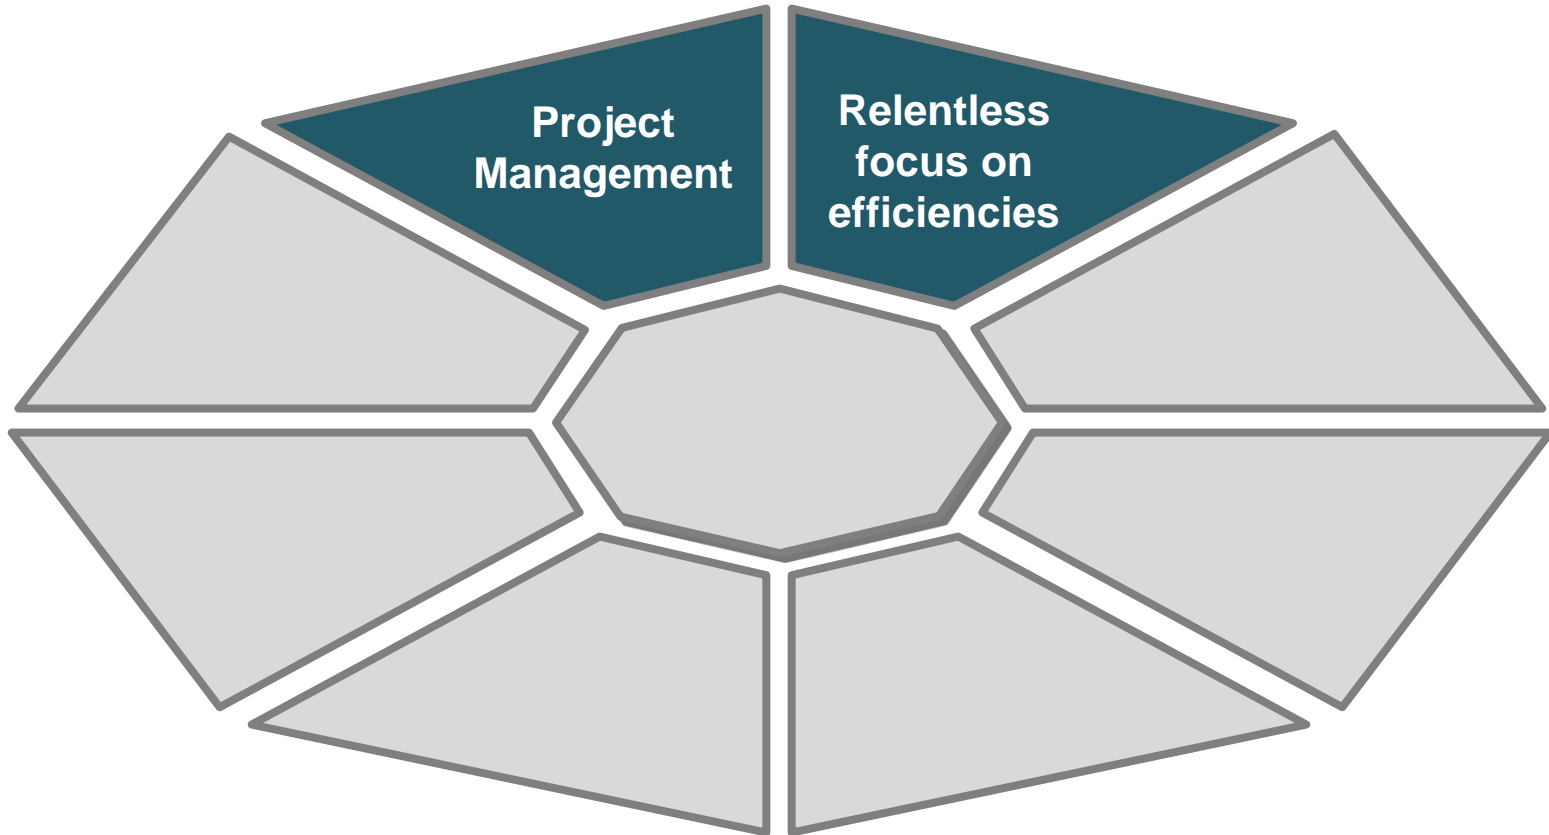 Project
Management
Relentless
focus on
efficiencies